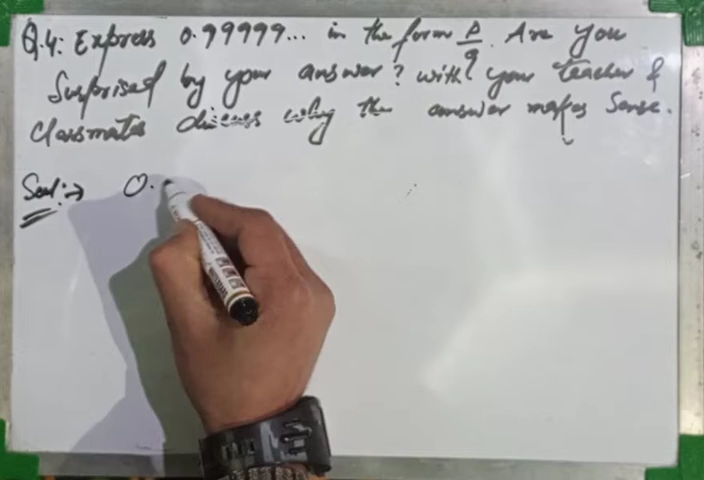 Q.4: Express 0.99999... in the form p/q. Are you
Surprised by your answer? with your teacher &
classmates discuss why the answer makes sense.
Sol:→ 0.